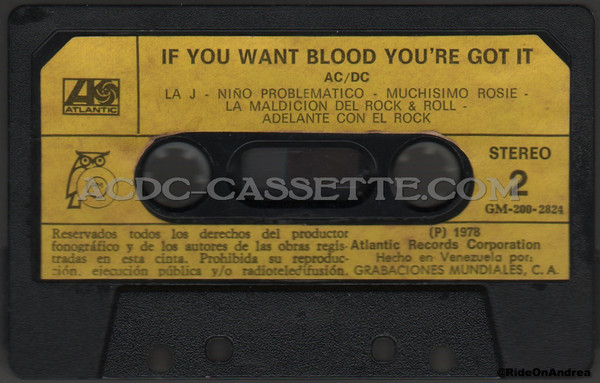 IF YOU WANT BLOOD YOU'RE GOT IT
AC/DC
LA J - NIÑO PROBLEMATICO - MUCHISIMO ROSIE -
LA MALDICION DEL ROCK & ROLL -
ADELANTE CON EL ROCK
ATLANTIC
STEREO
2
GM-200-2824
ACDC-CASSETTE.COM
Reservados todos los derechos del productor
fonográfico y de los autores de las obras regis-
tradas en esta cinta. Prohibida su reproduc-
ción, ejecución pública y/o radioteledifusión.
(P) 1978
Atlantic Records Corporation
Hecho en Venezuela por:
GRABACIONES MUNDIALES, C.A.
@RideOnAndrea